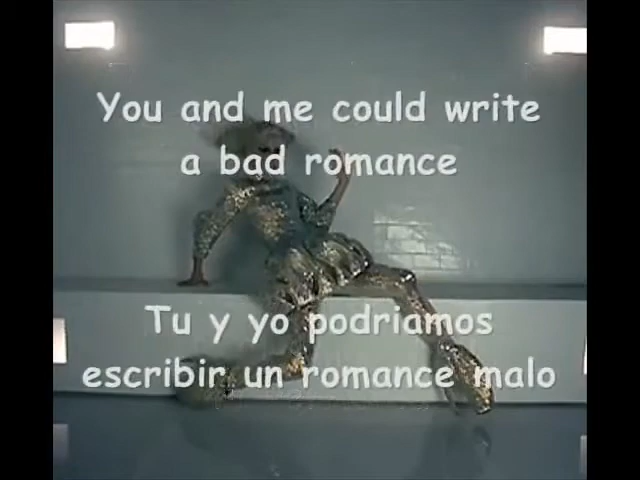 You and me could write
a bad romance
Tu y yo podriamos
escribir un romance malo